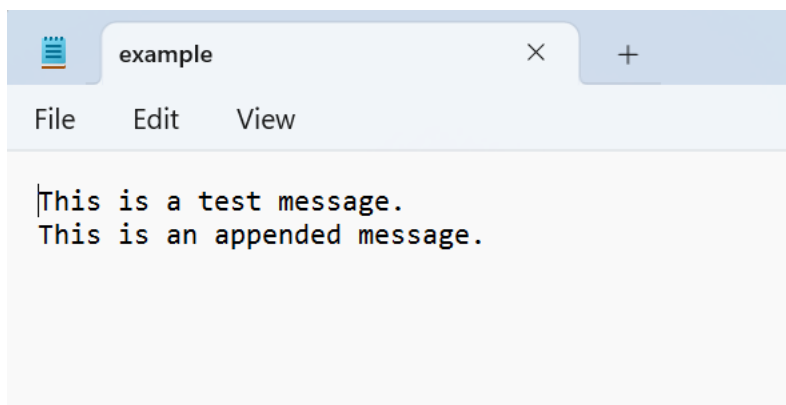 example
File Edit View
This is a test message.
This is an appended message.